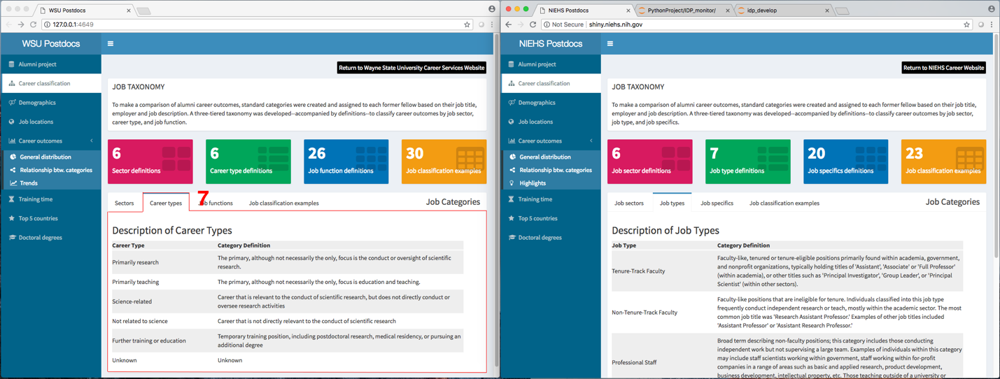 WSU Postdocs
127.0.0.1:4649
WSU Postdocs
Alumni project
Career classification
Demographics
Job locations
Career outcomes
General distribution
Relationship btw. categories
Trends
Training time
Top 5 countries
Doctoral degrees
Return to Wayne State University Career Services Website
JOB TAXONOMY
To make a comparison of alumni career outcomes, standard categories were created and assigned to each former fellow based on their job title,
employer and job description. A three-tiered taxonomy was developed--accompanied by definitions--to classify career outcomes by job sector,
career type, and job function.
6
Sector definitions
6
Career type definitions
26
Job function definitions
30
Job classification examples
Sectors
Career types
7
Job functions
Job classification examples
Job Categories
Description of Career Types
Career Type Category Definition
Primarily research
The primary, although not necessarily the only, focus is the conduct or oversight of scientific
research.
Primarily teaching
The primary, although not necessarily the only, focus is education and teaching.
Science-related
Career that is relevant to the conduct of scientific research, but does not directly conduct or
oversee research activities
Not related to science
Career that is not directly relevant to the conduct of scientific research
Further training or education
Temporary training position, including postdoctoral research, medical residency, or pursuing an
additional degree
Unknown
Unknown
NIEHS Postdocs
PythonProject/IDP_monitor/
idp_develop
Not Secure | shiny.niehs.nih.gov
NIEHS Postdocs
Alumni project
Career classification
Demographics
Job locations
Career outcomes
General distribution
Relationship btw. categories
Highlights
Training time
Top 5 countries
Doctoral degrees
Return to NIEHS Career Website
JOB TAXONOMY
To make a comparison of alumni career outcomes, standard categories were created and assigned to each former fellow based on their job title,
employer and job description. A three-tiered taxonomy was developed--accompanied by definitions--to classify career outcomes by job sector,
job type, and job specifics.
6
Job sector definitions
7
Job type definitions
20
Job specifics definitions
23
Job classification examples
Job sectors
Job types
Job specifics
Job classification examples
Job Categories
Description of Job Types
Job Type Category Definition
Tenure-Track Faculty
Faculty-like, tenured or tenure-eligible positions primarily found within academia, government,
and nonprofit organizations, typically holding titles of 'Assistant', 'Associate' or 'Full Professor'
(within academia), or other titles such as 'Principal Investigator', 'Group Leader', or 'Principal
Scientist' (within other sectors).
Non-Tenure-Track Faculty
Faculty-like positions that are ineligible for tenure. Individuals classified into this job type
frequently conduct independent research or teach, mostly within the academic sector. The most
common job title was 'Research Assistant Professor.' Examples of other job titles included
'Assistant Professor' or 'Assistant Research Professor.'
Professional Staff
Broad term describing non-faculty positions; this category includes those conducting
independent work but not supervising a large team. Examples of individuals within this category
may include staff scientists working within government, staff working within for-profit
companies in a range of areas such as basic and applied research, product development,
business development, intellectual property, etc. Those teaching outside of a university or